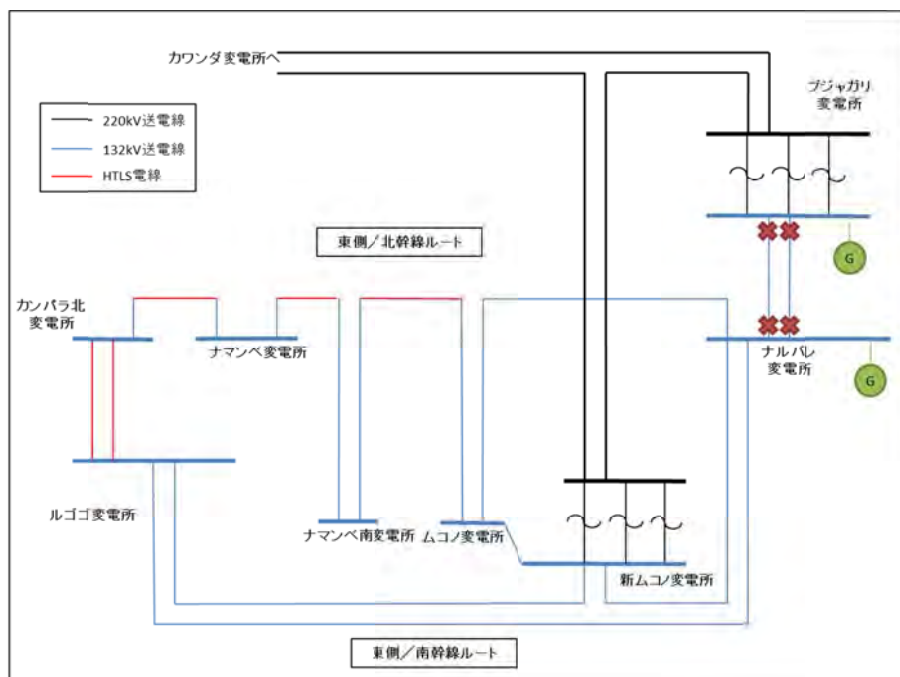 カワンダ変電所へ
ブジャガリ
変電所
220kV送電線
132kV送電線
HTLS電線
東側/北幹線ルート
G
カンパラ北
変電所
ナマンベ変電所
ナルバレ
変電所
G
ルゴゴ変電所
ナマンベ南変電所
ムコノ変電所
新ムコノ変電所
東側/南幹線ルート